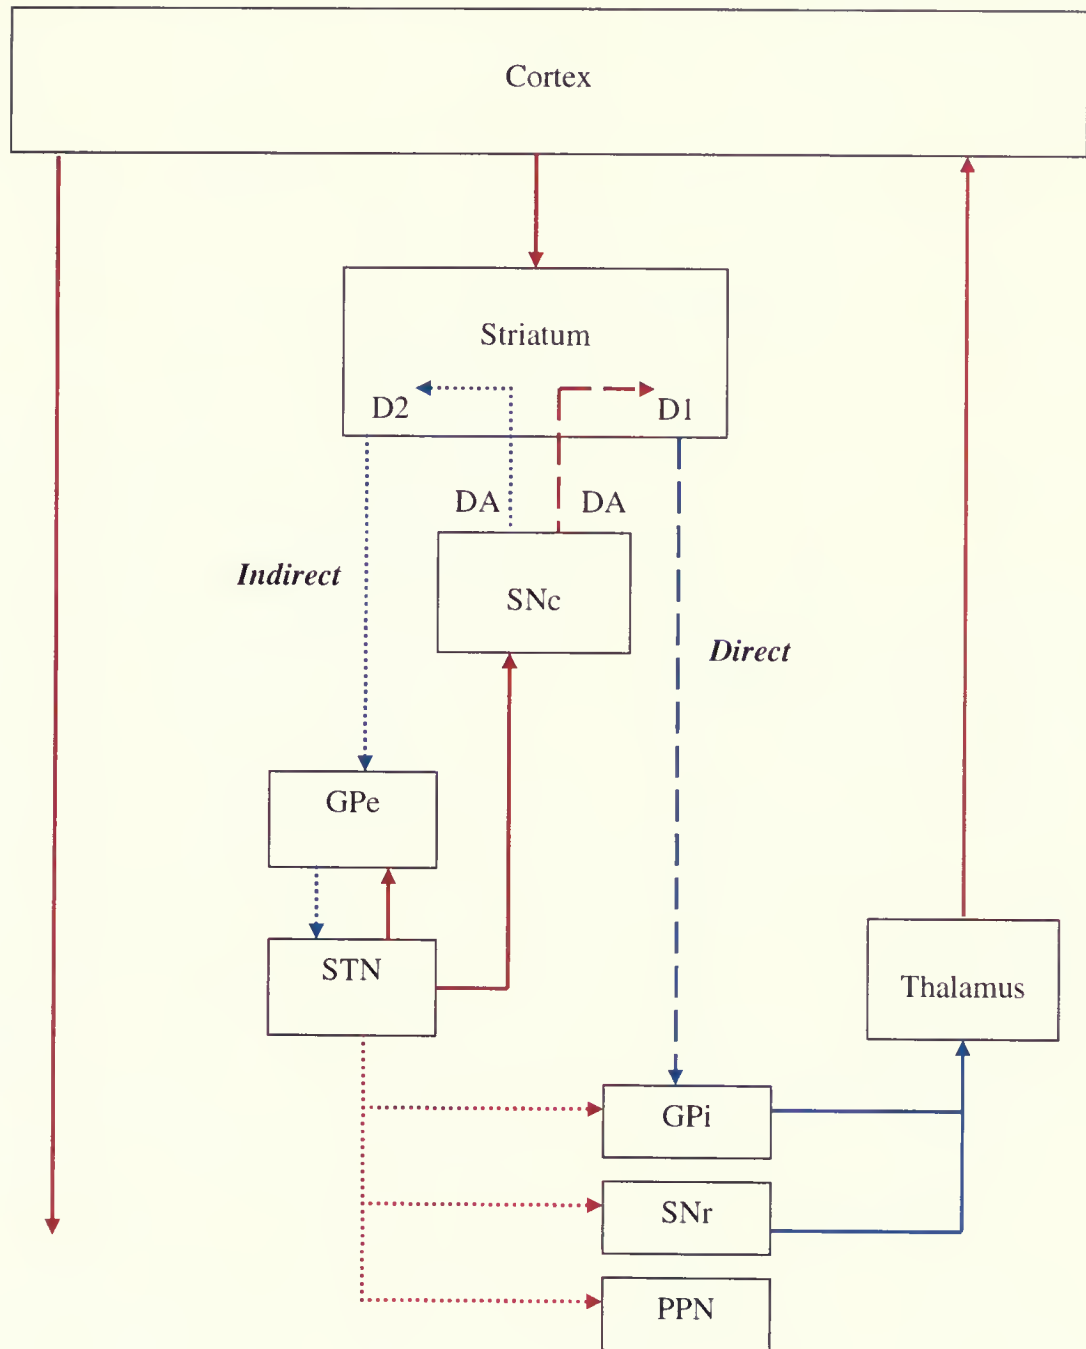 Cortex
Striatum
D2
D1
DA
DA
Indirect
SNc
Direct
GPe
STN
Thalamus
GPi
SNr
PPN